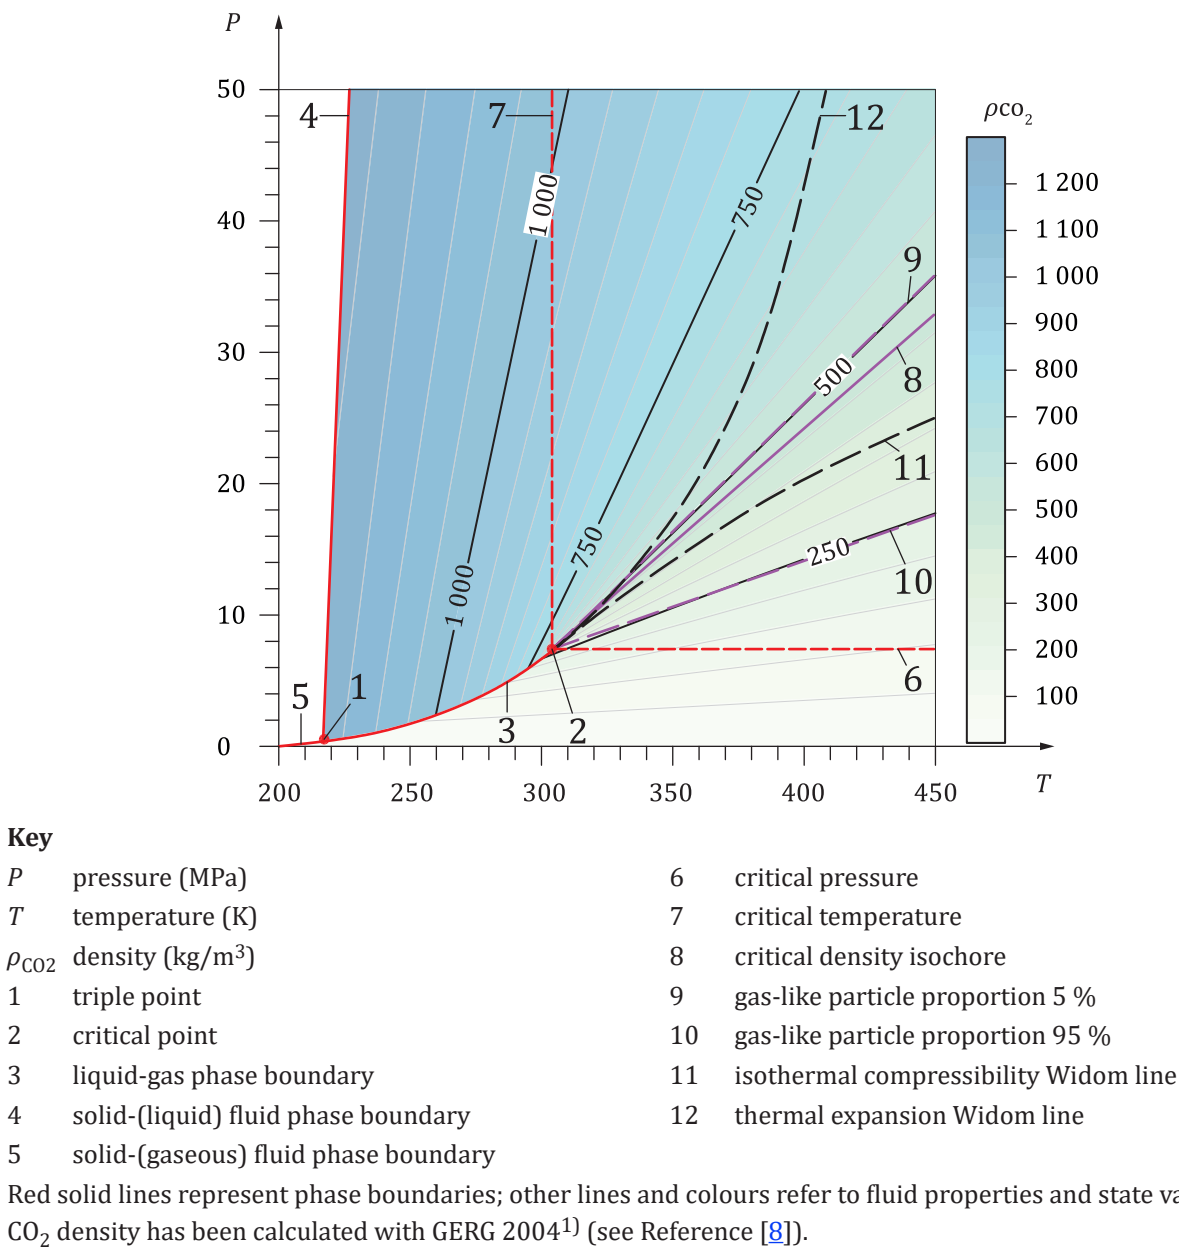 P
50
4
7
12
ρco₂
1 200
1 100
1 000
900
800
700
600
500
400
300
200
100
1 000
750
40
9
30
500
8
11
20
750
250
10
1 000
10
6
5
1
3
2
0
200
250
300
350
400
450
T
Key
P pressure (MPa)
T temperature (K)
ρCO2 density (kg/m³)
1 triple point
2 critical point
3 liquid-gas phase boundary
4 solid-(liquid) fluid phase boundary
5 solid-(gaseous) fluid phase boundary
6 critical pressure
7 critical temperature
8 critical density isochore
9 gas-like particle proportion 5 %
10 gas-like particle proportion 95 %
11 isothermal compressibility Widom line
12 thermal expansion Widom line
Red solid lines represent phase boundaries; other lines and colours refer to fluid properties and state va
CO₂ density has been calculated with GERG 2004¹⁾ (see Reference [8]).